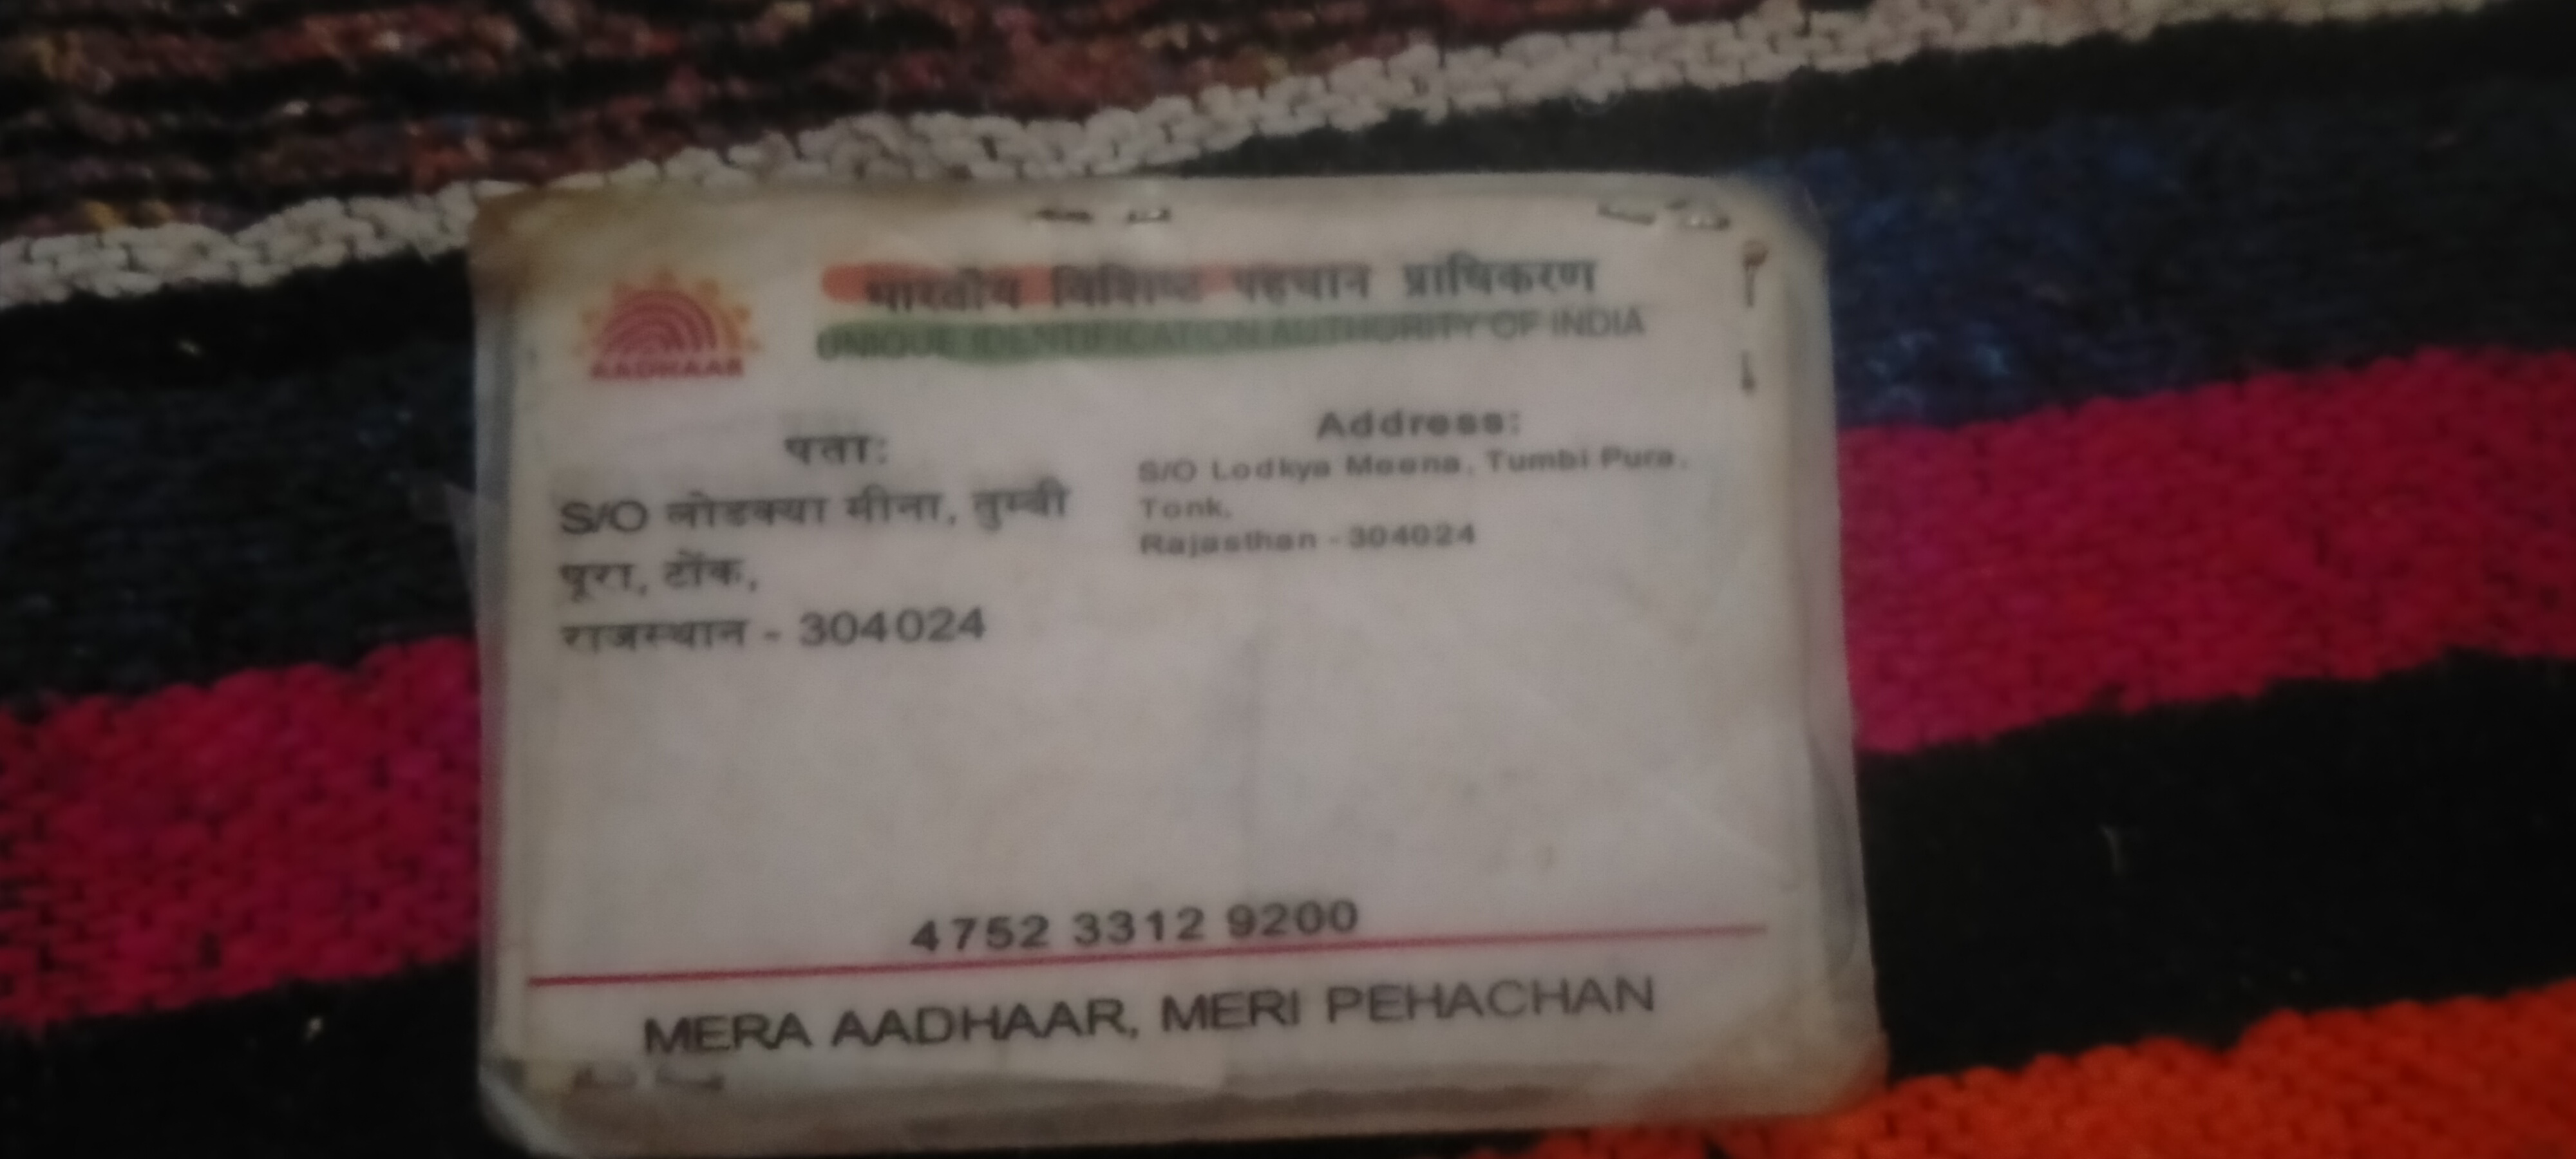 AADHAAR
भारतीय विशिष्ट पहचान प्राधिकरण
UNIQUE IDENTIFICATION AUTHORITY OF INDIA
पता:
S/O लोडक्या मीना, तुम्बी
पूरा, टोंक,
राजस्थान - 304024
Address:
S/O Lodkya Meena, Tumbi Pura,
Tonk,
Rajasthan - 304024
4752 3312 9200
MERA AADHAAR, MERI PEHACHAN